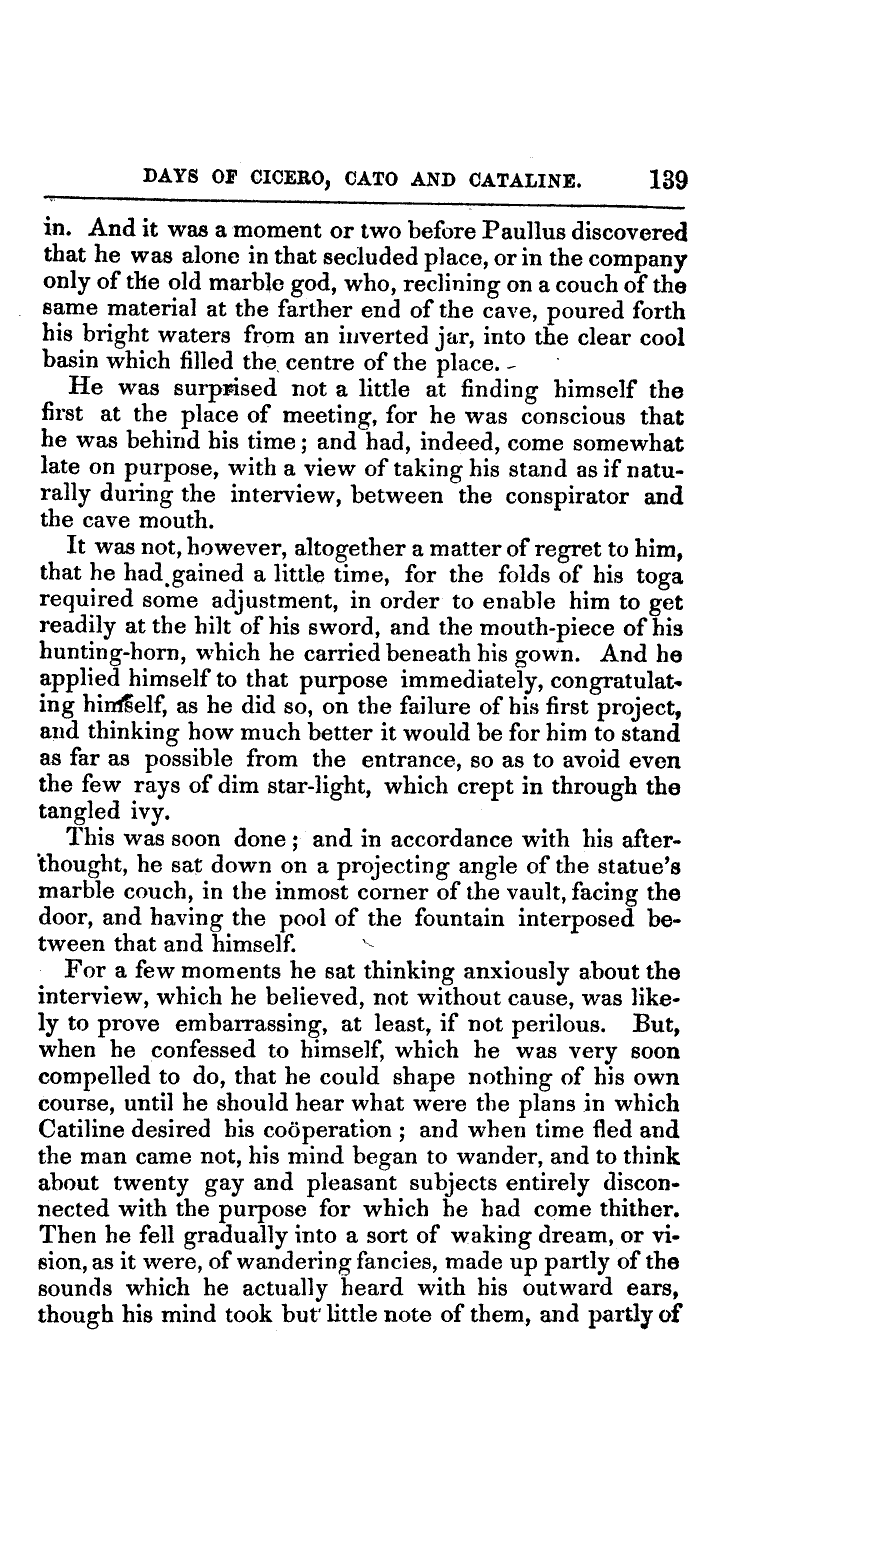 DAYS OF CICERO, CATO AND CATALINE. 139
in. And it was a moment or two before Paullus discovered
that he was alone in that secluded place, or in the company
only of the old marble god, who, reclining on a couch of the
same material at the farther end of the cave, poured forth
his bright waters from an inverted jar, into the clear cool
basin which filled the centre of the place.
He was surprised not a little at finding himself the
first at the place of meeting, for he was conscious that
he was behind his time; and had, indeed, come somewhat
late on purpose, with a view of taking his stand as if natu-
rally during the interview, between the conspirator and
the cave mouth.
It was not, however, altogether a matter of regret to him,
that he had gained a little time, for the folds of his toga
required some adjustment, in order to enable him to get
readily at the hilt of his sword, and the mouth-piece of his
hunting-horn, which he carried beneath his gown. And he
applied himself to that purpose immediately, congratulat-
ing himself, as he did so, on the failure of his first project,
and thinking how much better it would be for him to stand
as far as possible from the entrance, so as to avoid even
the few rays of dim star-light, which crept in through the
tangled ivy.
This was soon done; and in accordance with his after-
thought, he sat down on a projecting angle of the statue's
marble couch, in the inmost corner of the vault, facing the
door, and having the pool of the fountain interposed be-
tween that and himself.
For a few moments he sat thinking anxiously about the
interview, which he believed, not without cause, was like-
ly to prove embarrassing, at least, if not perilous. But,
when he confessed to himself, which he was very soon
compelled to do, that he could shape nothing of his own
course, until he should hear what were the plans in which
Catiline desired his coöperation; and when time fled and
the man came not, his mind began to wander, and to think
about twenty gay and pleasant subjects entirely discon-
nected with the purpose for which he had come thither.
Then he fell gradually into a sort of waking dream, or vi-
sion, as it were, of wandering fancies, made up partly of the
sounds which he actually heard with his outward ears,
though his mind took but little note of them, and partly of